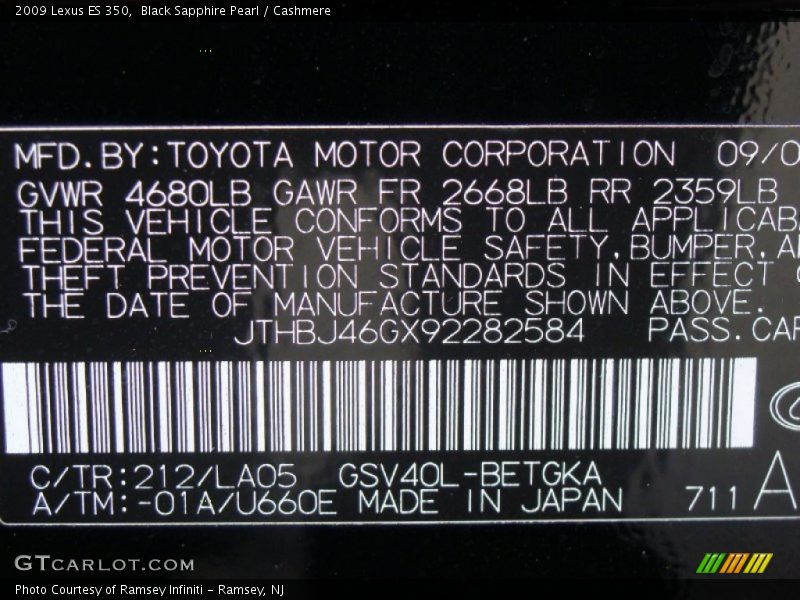 2009 Lexus ES 350,  Black Sapphire Pearl / Cashmere
MFD.BY:TOYOTA MOTOR CORPORATION 09/0
GVWR 4680LB GAWR FR 2668LB RR 2359LB
THIS VEHICLE CONFORMS TO ALL APPLICAB
FEDERAL MOTOR VEHICLE SAFETY,BUMPER,AN
THEFT PREVENTION STANDARDS IN EFFECT O
THE DATE OF MANUFACTURE SHOWN ABOVE.
JTHBJ46GX92282584 PASS.CAR
C/TR:212/LA05 GSV40L-BETGKA
A/TM:-01A/U660E MADE IN JAPAN 711 A
GTCARLOT.COM
Photo Courtesy of Ramsey Infiniti - Ramsey, NJ